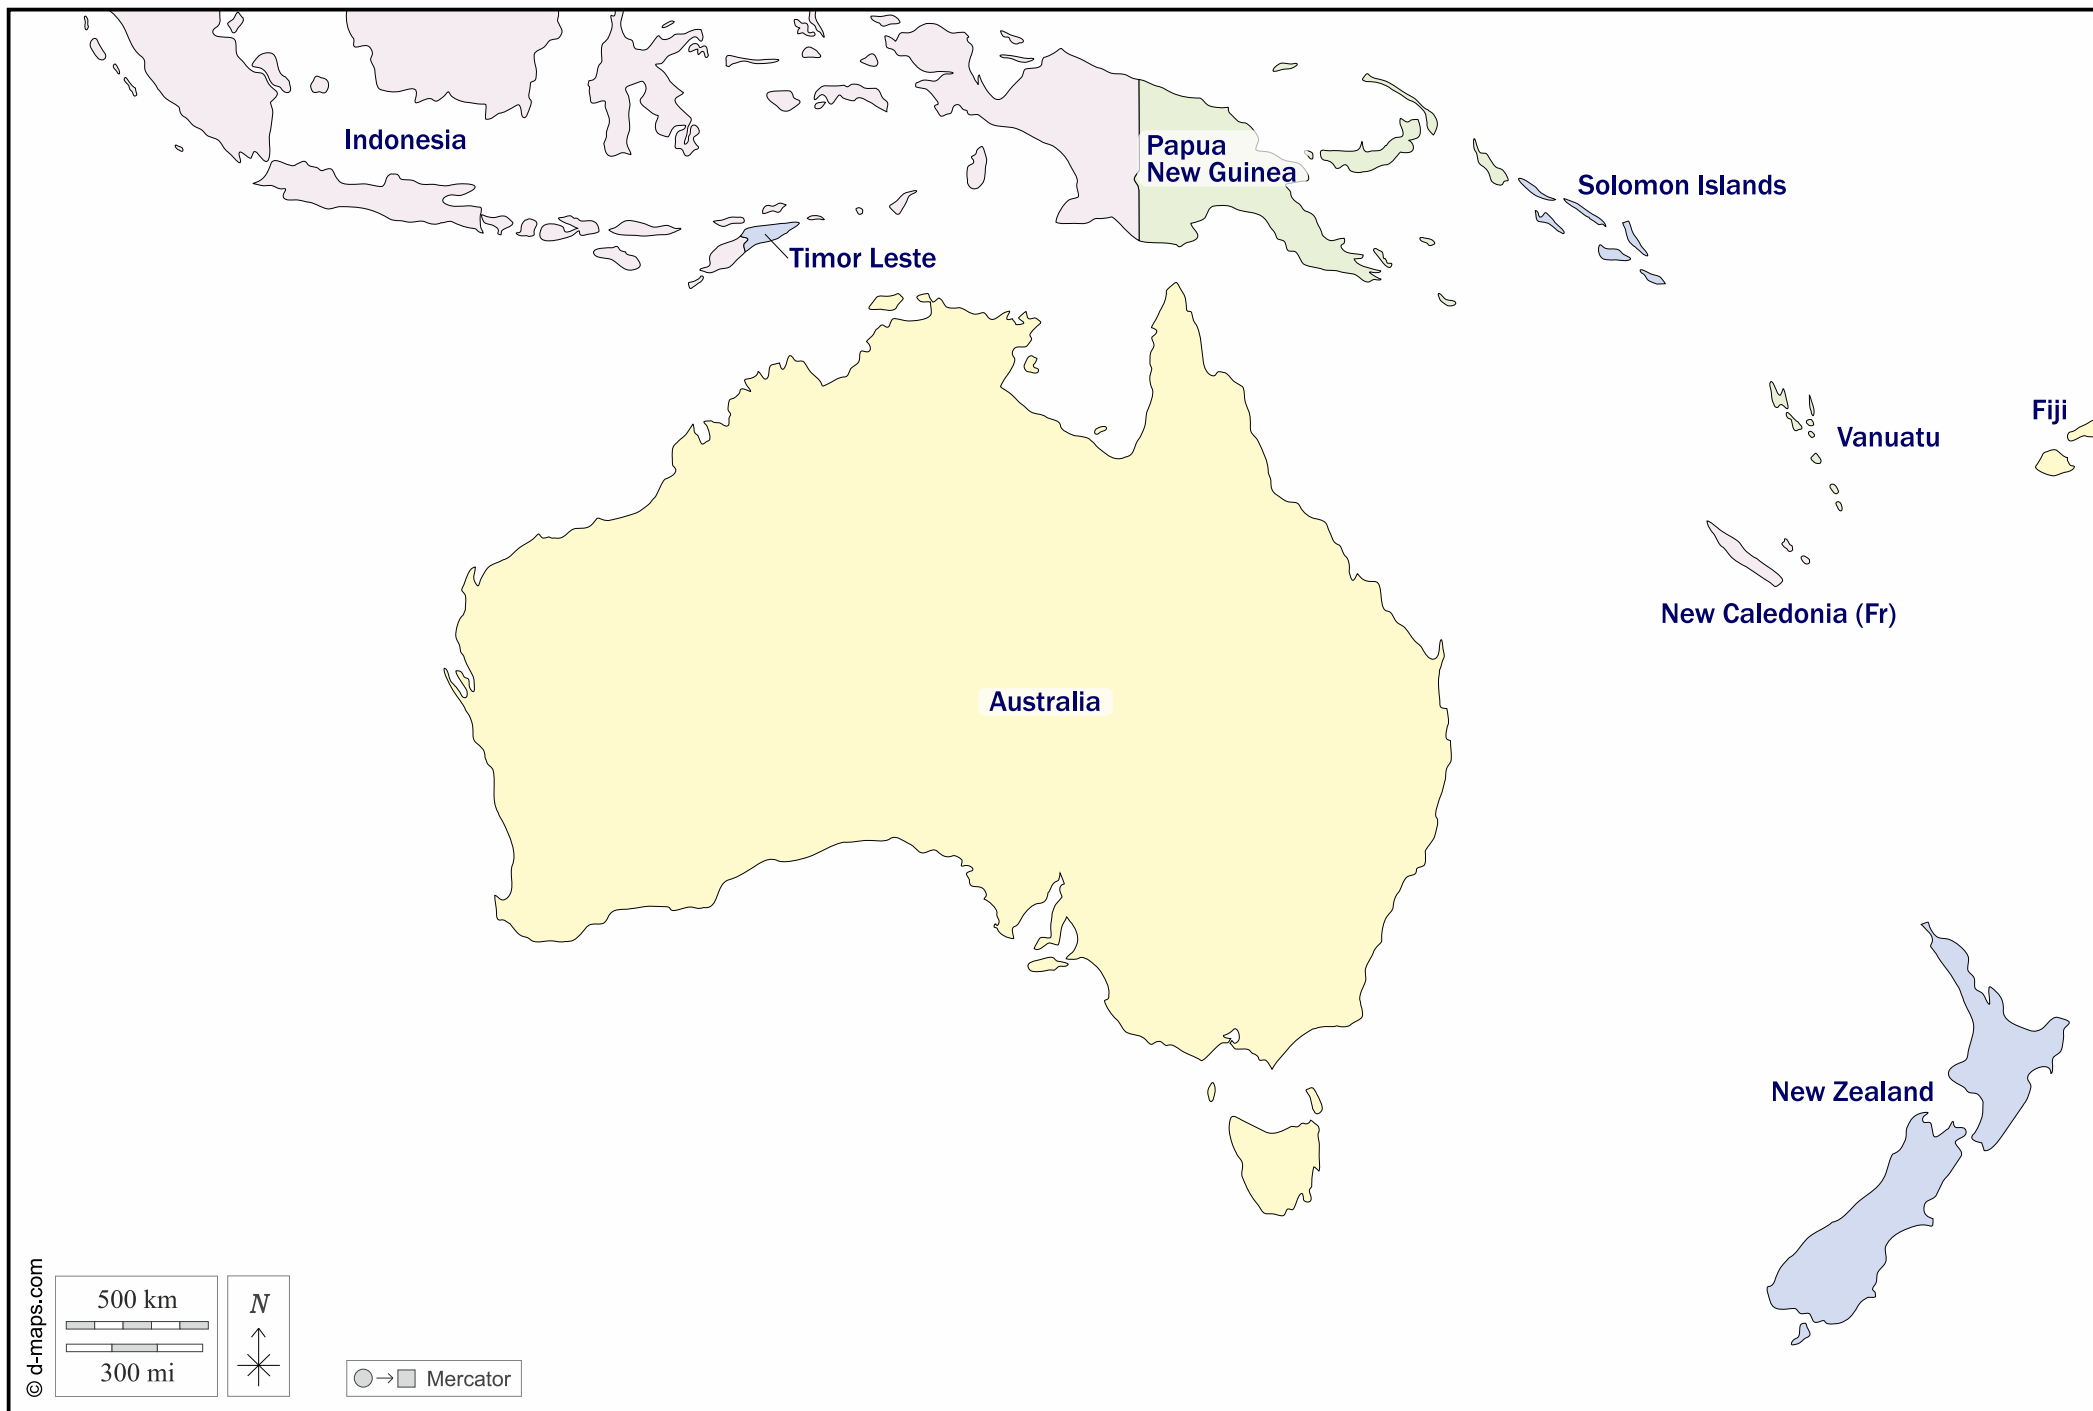 Indonesia
Papua
New Guinea
Solomon Islands
Timor Leste
Fiji
Vanuatu
New Caledonia (Fr)
Australia
New Zealand
© d-maps.com
500 km
300 mi
N
Mercator